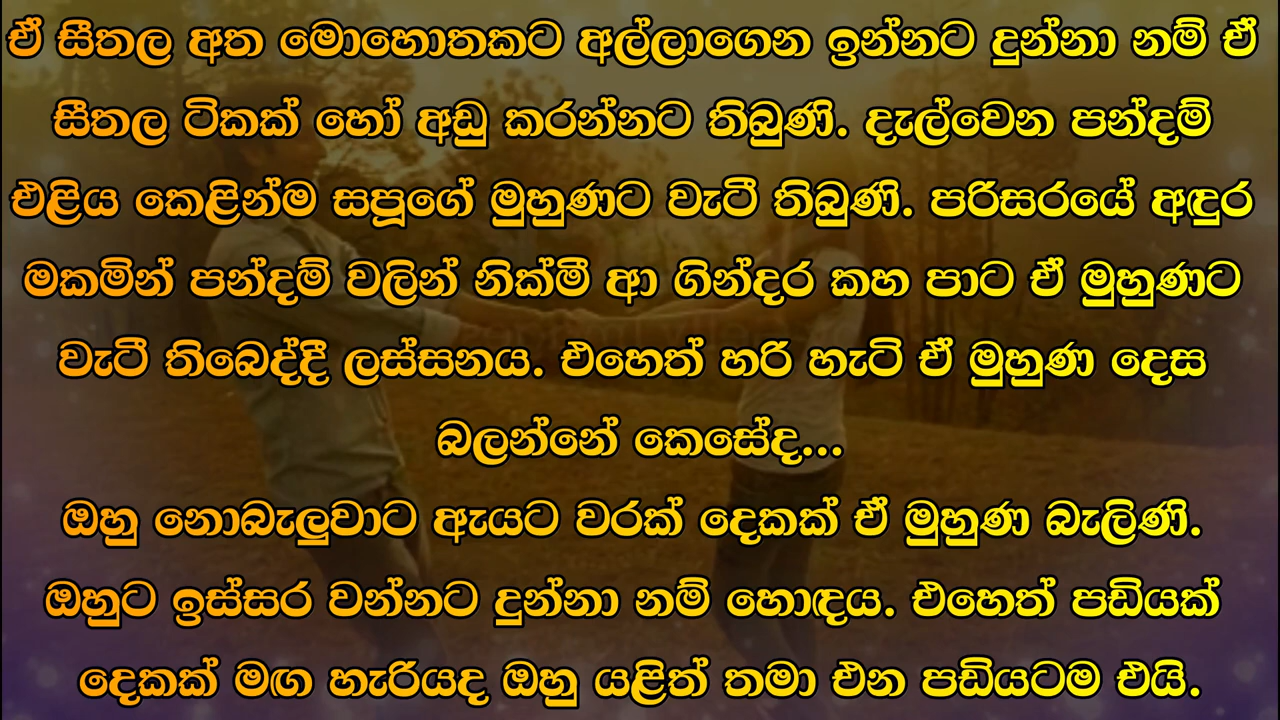 ඒ සීතල අත මොහොතකට අල්ලාගෙන ඉන්නට දුන්නා නම් ඒ
සීතල ටිකක් හෝ අඩු කරන්නට තිබුණි. දැල්වෙන පන්දම්
එළිය කෙළින්ම සපූගේ මුහුණට වැටී තිබුණි. පරිසරයේ අඳුර
මකමින් පන්දම් වලින් නික්මී ආ ගින්දර කහ පාට ඒ මුහුණට
වැටී තිබෙද්දී ලස්සනය. එහෙත් හරි හැටි ඒ මුහුණ දෙස
බලන්නේ කෙසේද...
ඔහු නොබැලුවාට ඇයට වරක් දෙකක් ඒ මුහුණ බැලිණි.
ඔහුට ඉස්සර වන්නට දුන්නා නම් හොඳය. එහෙත් පඩියක්
දෙකක් මඟ හැරියද ඔහු යළිත් තමා එන පඩියටම එයි.